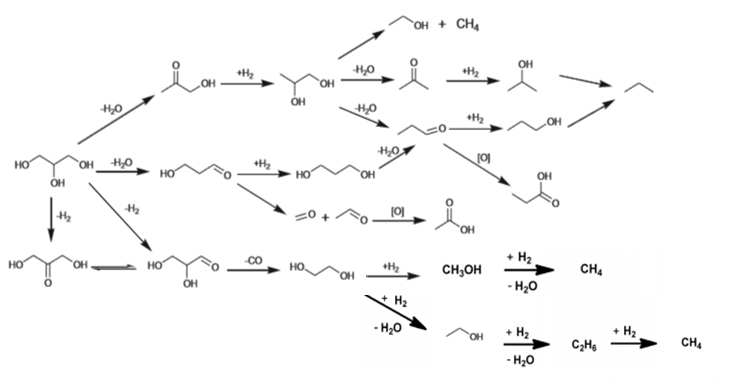 OH + CH₄
O OH +H₂ OH OH -H₂O O +H₂ OH
-H₂O
-H₂O
O +H₂ OH
HO OH OH -H₂O HO O +H₂ HO OH -H₂O
[O]
OH O
-H₂ -H₂
O + O [O] O OH
HO O OH HO OH O -CO HO OH +H₂ CH₃OH + H₂ - H₂O CH₄
+ H₂
- H₂O
OH + H₂ - H₂O C₂H₆ + H₂ CH₄